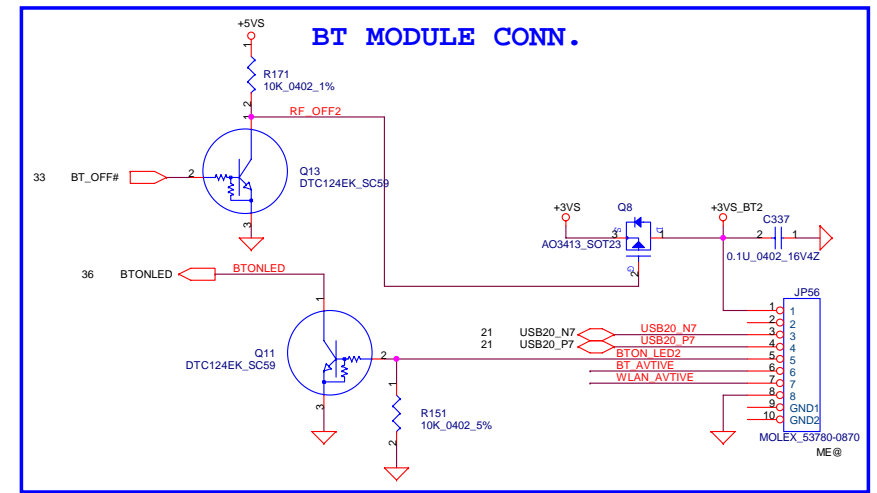 BT MODULE CONN.
+5VS
1
R171
10K_0402_1%
2
RF_OFF2
1
Q13
DTC124EK_SC59
33 BT_OFF# 2
3
+3VS
Q8
+3VS_BT2
C337
3 S D 1
2 1
AO3413_SOT23
G
2
0.1U_0402_16V4Z
36 BTONLED BTONLED
1
Q11
DTC124EK_SC59
2
3
1
R151
10K_0402_5%
2
JP56
1 1
2 2
21 USB20_N7 USB20_N7 3 3
21 USB20_P7 USB20_P7 4 4
BTON_LED2 5 5
BT_AVTIVE 6 6
WLAN_AVTIVE 7 7
8 8
9 GND1
10 GND2
MOLEX_53780-0870
ME@